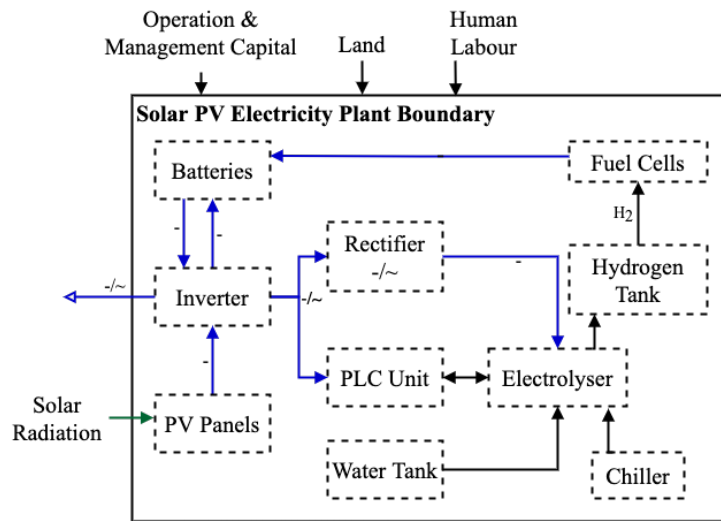 Operation &
Management Capital
Land
Human
Labour
Solar PV Electricity Plant Boundary
Batteries
-
Fuel Cells
-
-
H2
Rectifier
-/~
-
Hydrogen
Tank
-/~
Inverter
-/~
-
PLC Unit
Electrolyser
Solar
Radiation
PV Panels
Water Tank
Chiller